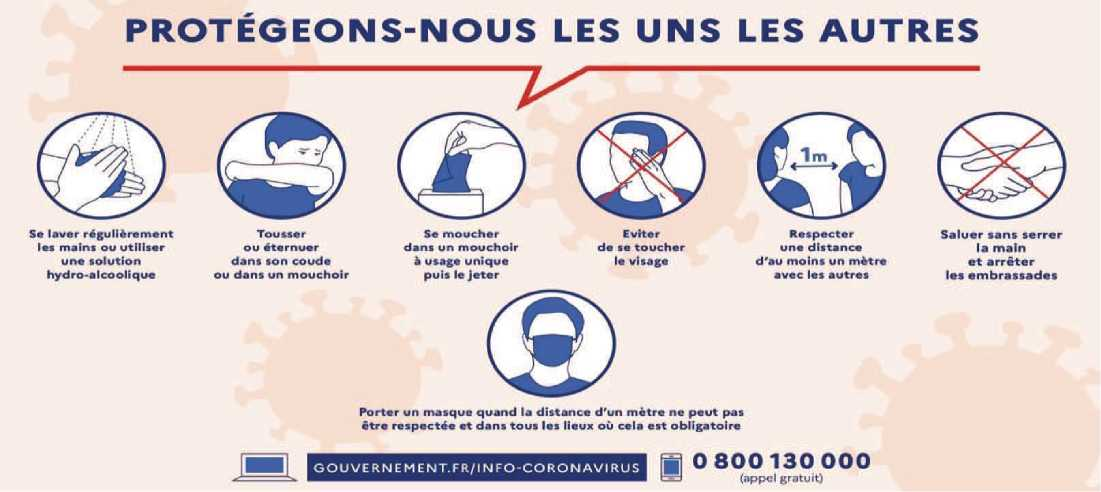 PROTÉGEONS-NOUS LES UNS LES AUTRES
1m
Se laver régulièrement
les mains ou utiliser
une solution
hydro-alcoolique
Tousser
ou éternuer
dans son coude
ou dans un mouchoir
Se moucher
dans un mouchoir
à usage unique
puis le jeter
Eviter
de se toucher
le visage
Respecter
une distance
d'au moins un mètre
avec les autres
Saluer sans serrer
la main
et arrêter
les embrassades
Porter un masque quand la distance d'un mètre ne peut pas
être respectée et dans tous les lieux où cela est obligatoire
GOUVERNEMENT.FR/INFO-CORONAVIRUS
0 800 130 000
(appel gratuit)